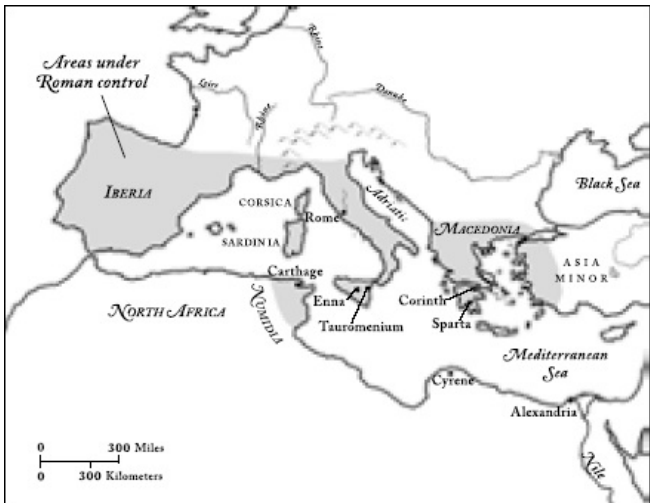 Areas under
Roman control
Rhine
Loire
Rhône
Danube
IBERIA
CORSICA
Rome
Adriatic
Black Sea
SARDINIA
MACEDONIA
ASIA
MINOR
Carthage
Enna
Corinth
NORTH AFRICA
NUMIDIA
Tauromenium
Sparta
Mediterranean
Sea
Cyrene
Alexandria
Nile
0 300 Miles
0 300 Kilometers